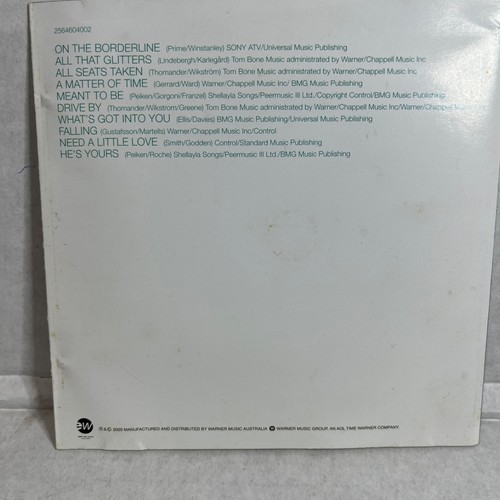 2564604002
ON THE BORDERLINE (Prime/Winstanley) SONY ATV/Universal Music Publishing
ALL THAT GLITTERS (Lindebergh/Karlegård) Tom Bone Music administrated by Warner/Chappell Music Inc
ALL SEATS TAKEN (Thomander/Wikström) Tom Bone Music administrated by Warner/Chappell Music Inc
A MATTER OF TIME (Gerrard/Ward) Warner/Chappell Music Inc/ BMG Music Publishing
MEANT TO BE (Peiken/Gorgoni/Franzel) Shellayla Songs/Peermusic III Ltd./Copyright Control/BMG Music Publishing
DRIVE BY (Thomander/Wikstrom/Greene) Tom Bone Music administrated by Warner/Chappell Music Inc/Warner/Chappell
WHAT'S GOT INTO YOU (Ellis/Davies) BMG Music Publishing/Universal Music Publishing
FALLING (Gustafsson/Martells) Warner/Chappell Music Inc/Control
NEED A LITTLE LOVE (Smith/Godden) Control/Standard Music Publishing
HE'S YOURS (Peiken/Roche) Shellayla Songs/Peermusic III Ltd./BMG Music Publishing
ew
℗&© 2003 MANUFACTURED AND DISTRIBUTED BY WARNER MUSIC AUSTRALIA WARNER MUSIC GROUP, AN AOL TIME WARNER COMPANY.